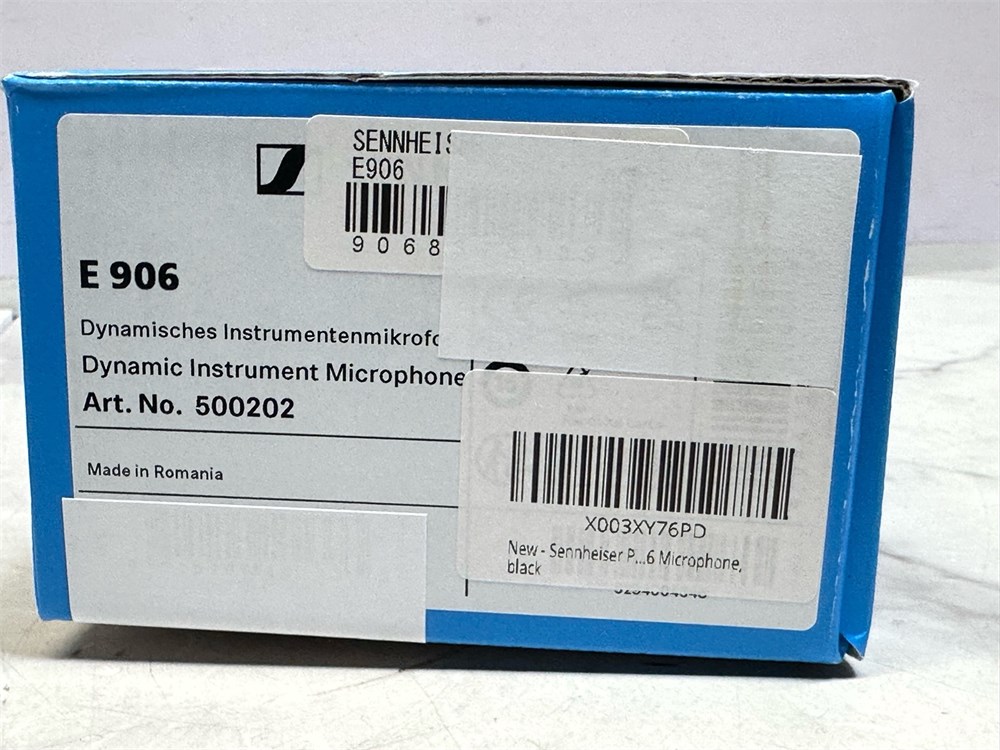 SENNHEIS
E906
9068
E 906
Dynamisches Instrumentenmikrofo
Dynamic Instrument Microphone
Art. No. 500202
Made in Romania
X003XY76PD
New - Sennheiser P...6 Microphone,
black